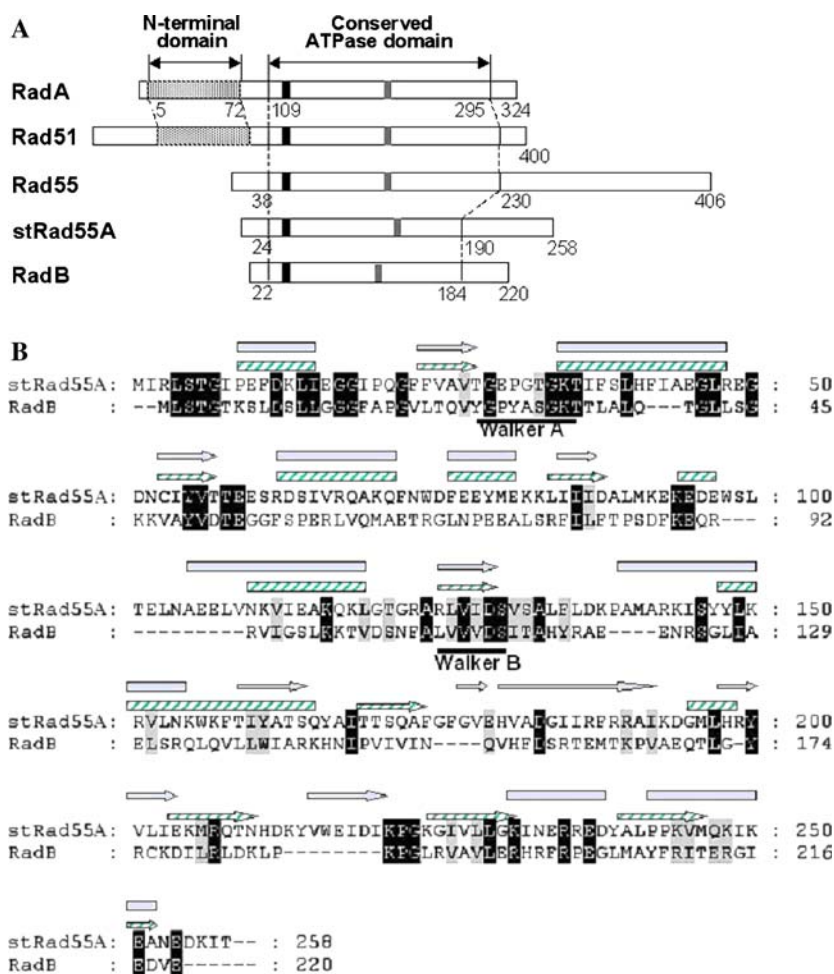 A
N-terminal domain
Conserved ATPase domain
RadA
5 72 109 295 324
Rad51
400
Rad55
38 230 406
stRad55A
24 190 258
RadB
22 184 220
B
stRad55A: MIRLSTGIPEFDKLIEGGIPQGFFVAVTGEPGTGKTIFSLHFIAEGLREG : 50
RadB : --MLSTGTKSLDSLLGGGFAPGVLTQVYGPYASGKTTLALQ---TGLLSG : 45
Walker A
stRad55A: DNCIYVTTEESRDSIVRQAKQFNWDFEEYMEKKLIIIDALMKEKEDEWSL : 100
RadB : KKVAYVDTEGGFSPERLVQMAETRGLNPEEALSRFILFTPSDFKEQR--- : 92
stRad55A: TELNAEELVNKVIEAKQKLGTGRARLVIDSVSALFLDKPAMARKISYYLK : 150
RadB : ---------RVIGSLKKTVDSNFALVVVDSITAHYRAE----ENRSGLIA : 129
Walker B
stRad55A: RVLNKWKFTIYATSQYAITTSQAFGFGVEHVADGIIRFRRAIKDGMLHRY : 200
RadB : ELSRQLQVLLWIARKHNIPVIVIN----QVHFDSRTEMTKPVAEQTLG-Y : 174
stRad55A: VLIEKMRQTNHDKYVWEIDIKPGKGIVLLGKINERREDYALPPKVMQKIK : 250
RadB : RCKDILRLDKLP--------KPGLRVAVLERHRFRPEGLMAYFRITERGI : 216
stRad55A: EANEDKIT-- : 258
RadB : EDVE------ : 220